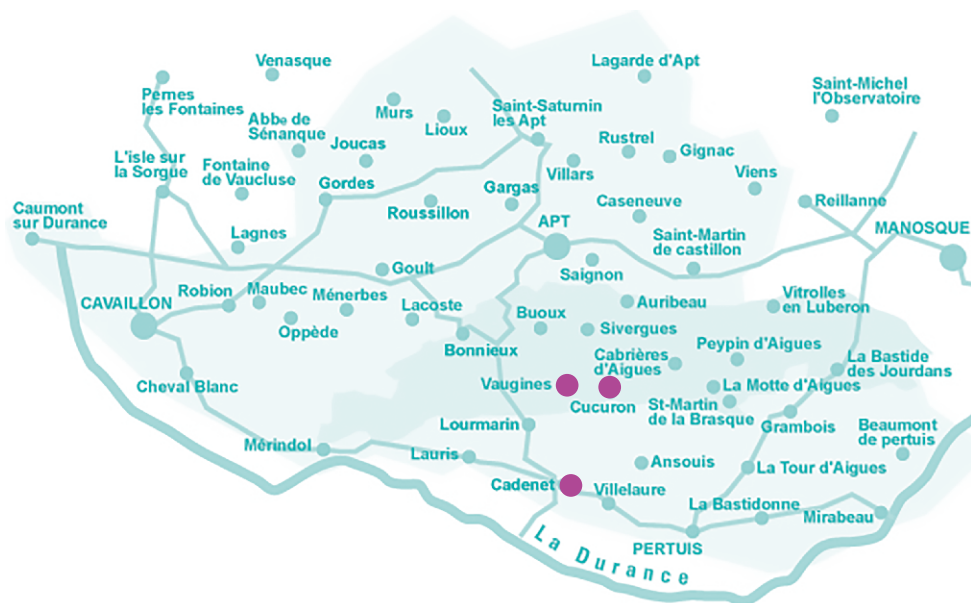 Venasque
Lagarde d'Apt
Saint-Michel
l'Observatoire
Pernes
les Fontaines
Murs
Lioux
Saint-Saturnin
les Apt
Abbe de
Sénanque
Joucas
Rustrel
Gignac
L'isle sur
la Sorgue
Fontaine
de Vaucluse
Gordes
Villars
Viens
Gargas
Roussillon
Caseneuve
Reillanne
Caumont
sur Durance
APT
MANOSQUE
Lagnes
Saint-Martin
de castillon
Goult
Saignon
CAVAILLON
Robion
Maubec
Ménerbes
Oppède
Lacoste
Buoux
Auribeau
Vitrolles
en Luberon
Sivergues
Bonnieux
Peypin d'Aigues
Cabrières
d'Aigues
La Bastide
des Jourdans
Cheval Blanc
Vaugines
Cucuron
La Motte d'Aigues
St-Martin
de la Brasque
Lourmarin
Grambois
Beaumont
de pertuis
Mérindol
Lauris
Ansouis
La Tour d'Aigues
Cadenet
Villelaure
La Bastidonne
Mirabeau
PERTUIS
La Durance